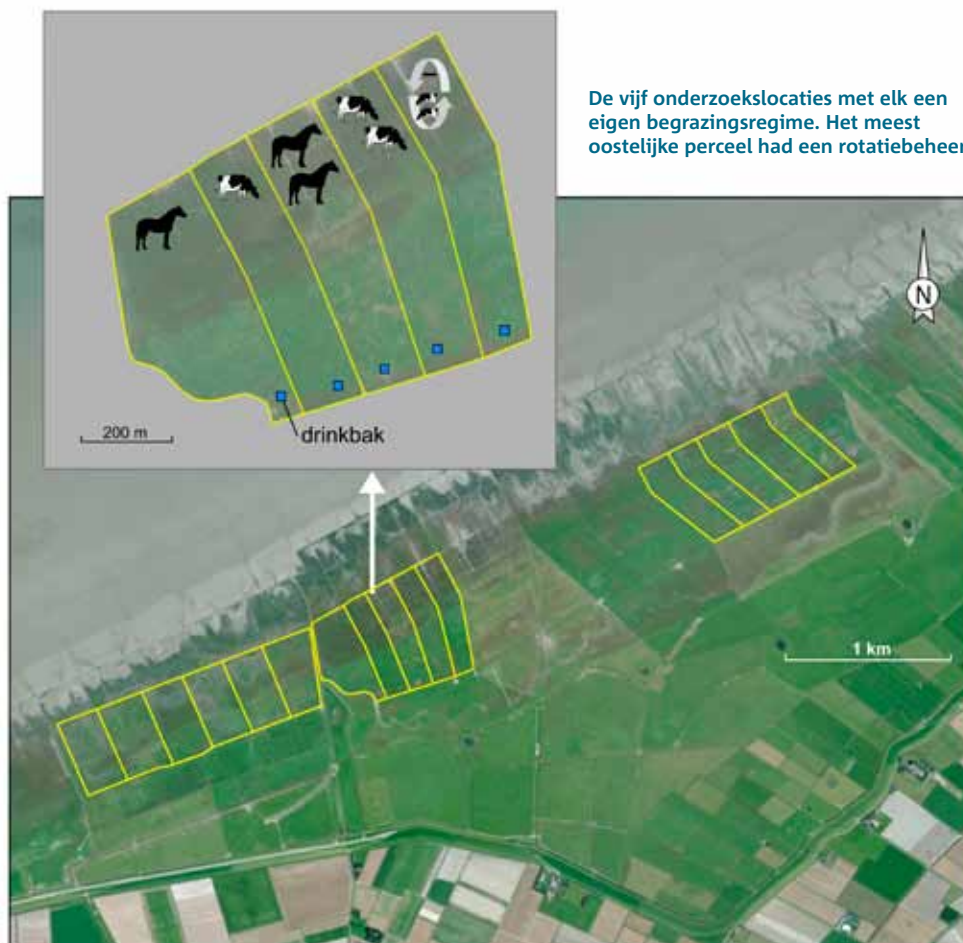 De vijf onderzoekslocaties met elk een
eigen begrazingsregime. Het meest
oostelijke perceel had een rotatiebeheer
200 m
drinkbak
N
1 km